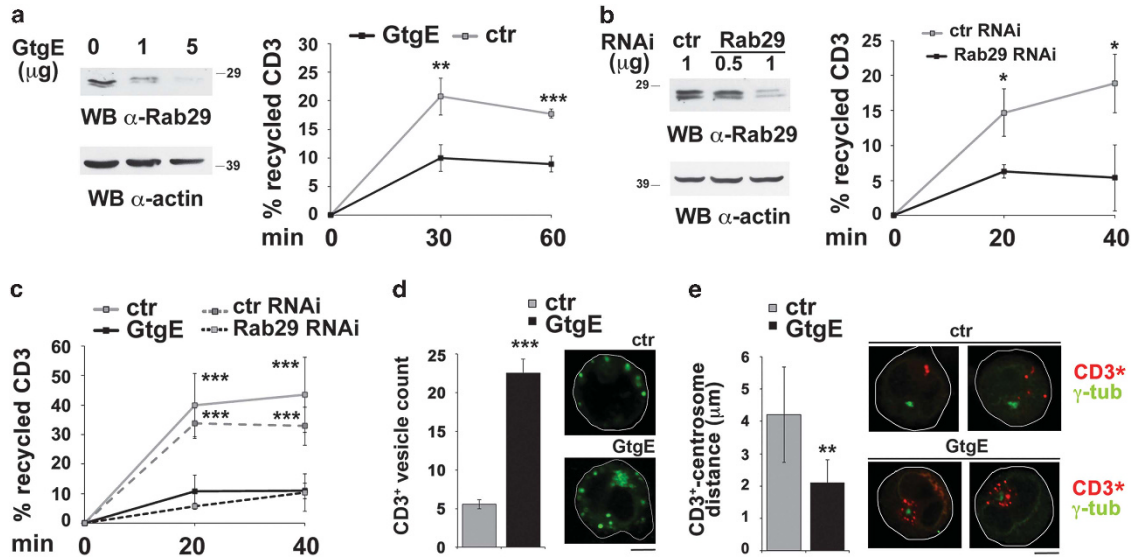 a
GtgE
(µg)
0 1 5
29
WB α-Rab29
39
WB α-actin
GtgE ctr
% recycled CD3
30
25
20
15
10
5
0
** ***
min
0 30 60
b
RNAi
(µg)
ctr Rab29
1 0.5 1
29
WB α-Rab29
39
WB α-actin
ctr RNAi
Rab29 RNAi
% recycled CD3
25
20
15
10
5
0
* *
min
0 20 40
c
ctr ctr RNAi
GtgE Rab29 RNAi
% recycled CD3
60
50
40
30
20
10
0
*** ***
*** ***
min
0 20 40
d
ctr
GtgE
CD3⁺ vesicle count
25
20
15
10
5
0
***
ctr
GtgE
e
ctr
GtgE
CD3⁺-centrosome
distance (µm)
6
5
4
3
2
1
0
**
ctr
CD3*
γ-tub
GtgE
CD3*
γ-tub